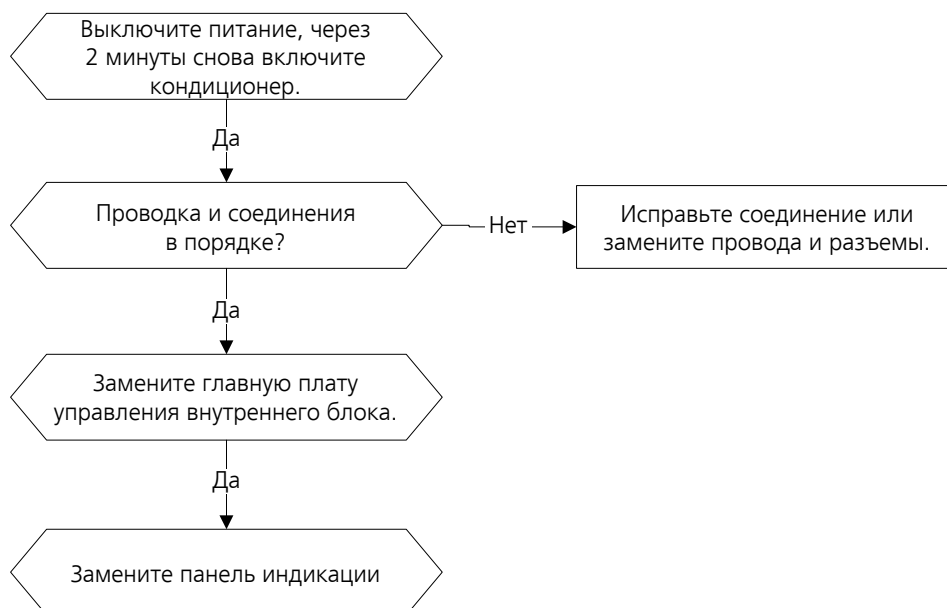 Выключите питание, через
2 минуты снова включите
кондиционер.
Да
Проводка и соединения
в порядке?
Нет
Исправьте соединение или
замените провода и разъемы.
Да
Замените главную плату
управления внутреннего блока.
Да
Замените панель индикации